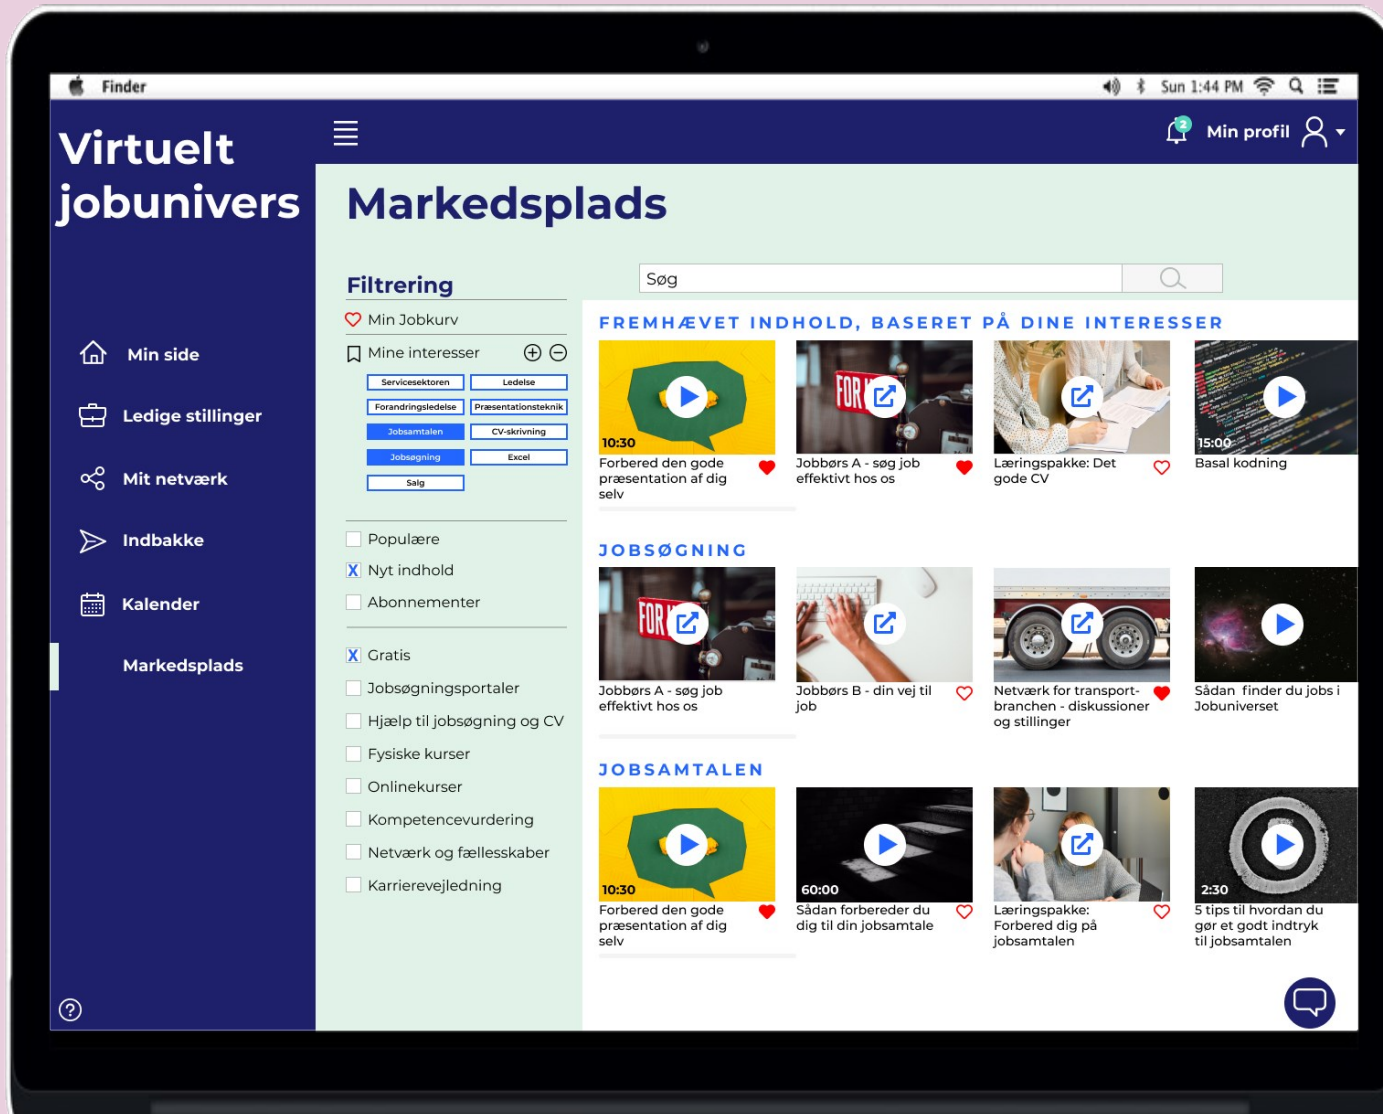 Finder
Sun 1:44 PM
Virtuelt
jobunivers
2
Min profil
Markedsplads
Min side
Ledige stillinger
Mit netværk
Indbakke
Kalender
Markedsplads
?
Filtrering
Min Jobkurv
Mine interesser
Servicesektoren
Ledelse
Forandringsledelse
Præsentationsteknik
Jobsamtalen
CV-skrivning
Jobsøgning
Excel
Salg
Populære
X Nyt indhold
Abonnementer
X Gratis
Jobsøgningsportaler
Hjælp til jobsøgning og CV
Fysiske kurser
Onlinekurser
Kompetencevurdering
Netværk og fællesskaber
Karrierevejledning
Søg
FREMHÆVET INDHOLD, BASERET PÅ DINE INTERESSER
10:30
Forbered den gode
præsentation af dig
selv
FOR
Jobbørs A - søg job
effektivt hos os
Læringspakke: Det
gode CV
15:00
Basal kodning
JOBSØGNING
FOR
Jobbørs A - søg job
effektivt hos os
Jobbørs B - din vej til
job
Netværk for transport-
branchen - diskussioner
og stillinger
Sådan finder du jobs i
Jobuniverset
JOBSAMTALEN
10:30
Forbered den gode
præsentation af dig
selv
60:00
Sådan forbereder du
dig til din jobsamtale
Læringspakke:
Forbered dig på
jobsamtalen
2:30
5 tips til hvordan du
gør et godt indtryk
til jobsamtalen